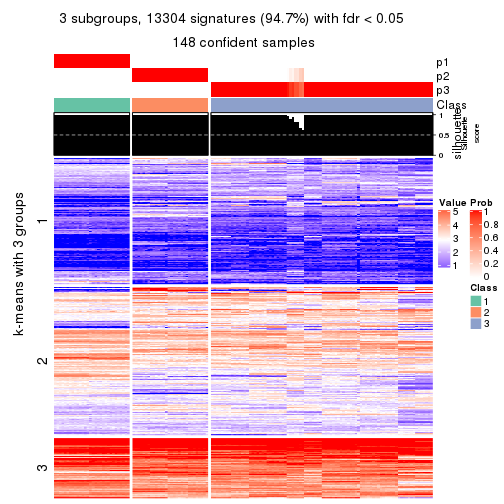 3 subgroups, 13304 signatures (94.7%) with fdr < 0.05
148 confident samples
p1
p2
p3
Class
silhouette
Silhouette
score
1
0.5
0
k-means with 3 groups
1
2
3
Value
5
4
3
2
1
Prob
1
0.8
0.6
0.4
0.2
0
Class
1
2
3